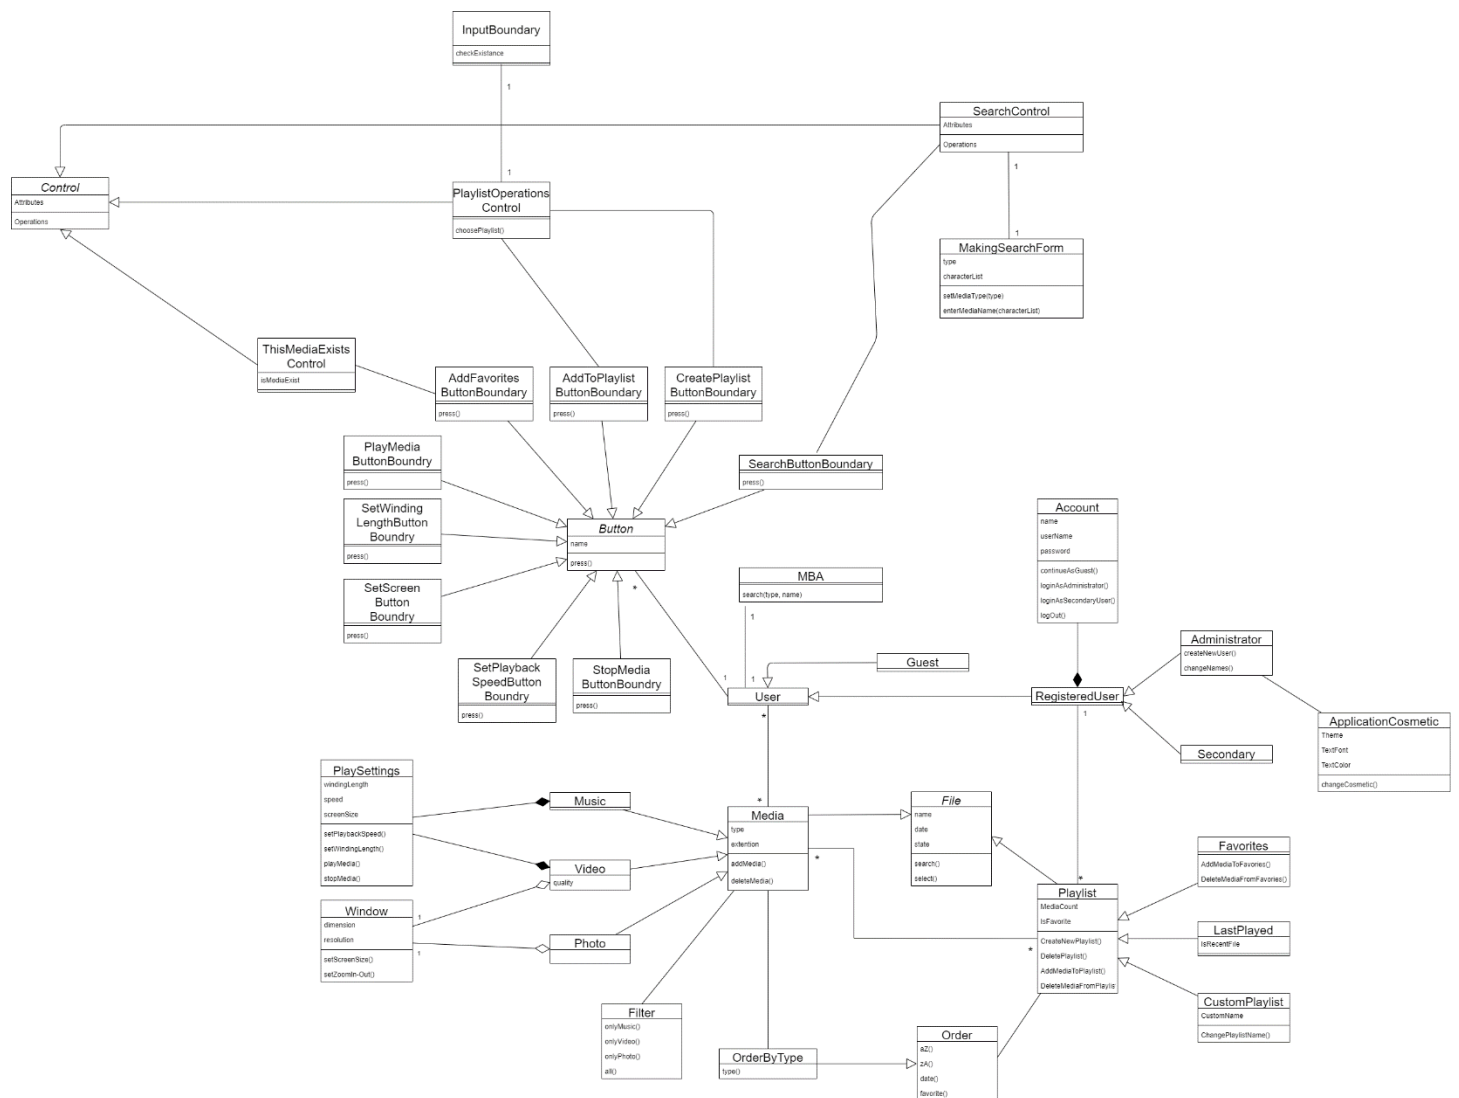 InputBoundary
checkExistance
1
1
SearchControl
Attributes
Operations
1
1
Control
Attributes
Operations
PlaylistOperations
Control
choosePlaylist()
MakingSearchForm
type
characterList
setMediaType(type)
enterMediaName(characterList)
ThisMediaExists
Control
isMediaExist
AddFavorites
ButtonBoundary
press()
AddToPlaylist
ButtonBoundary
press()
CreatePlaylist
ButtonBoundary
press()
PlayMedia
ButtonBoundry
press()
SearchButtonBoundary
press()
SetWinding
LengthButton
Boundry
press()
Button
name
press()
*
Account
name
userName
password
continueAsGuest()
loginAsAdministrator()
loginAsSecondaryUser()
logOut()
SetScreen
Button
Boundry
press()
MBA
search(type, name)
1
1
1
Administrator
createNewUser()
changeNames()
SetPlayback
SpeedButton
Boundry
press()
StopMedia
ButtonBoundry
press()
Guest
User
*
*
RegisteredUser
1
*
Secondary
ApplicationCosmetic
Theme
TextFont
TextColor
changeCosmetic()
PlaySettings
windingLength
speed
screenSize
setPlaybackSpeed()
setWindingLength()
playMedia()
stopMedia()
Music
Video
quality
Photo
Window
dimension
resolution
setScreenSize()
setZoomIn-Out()
1
1
Media
type
extention
addMedia()
deleteMedia()
*
*
File
name
date
state
search()
select()
Playlist
MediaCount
IsFavorite
CreateNewPlaylist()
DeletePlaylist()
AddMediaToPlaylist()
DeleteMediaFromPlaylis
Favorites
AddMediaToFavories()
DeleteMediaFromFavories()
LastPlayed
IsRecentFile
CustomPlaylist
CustomName
ChangePlaylistName()
Filter
onlyMusic()
onlyVideo()
onlyPhoto()
all()
OrderByType
type()
Order
aZ()
zA()
date()
favorite()